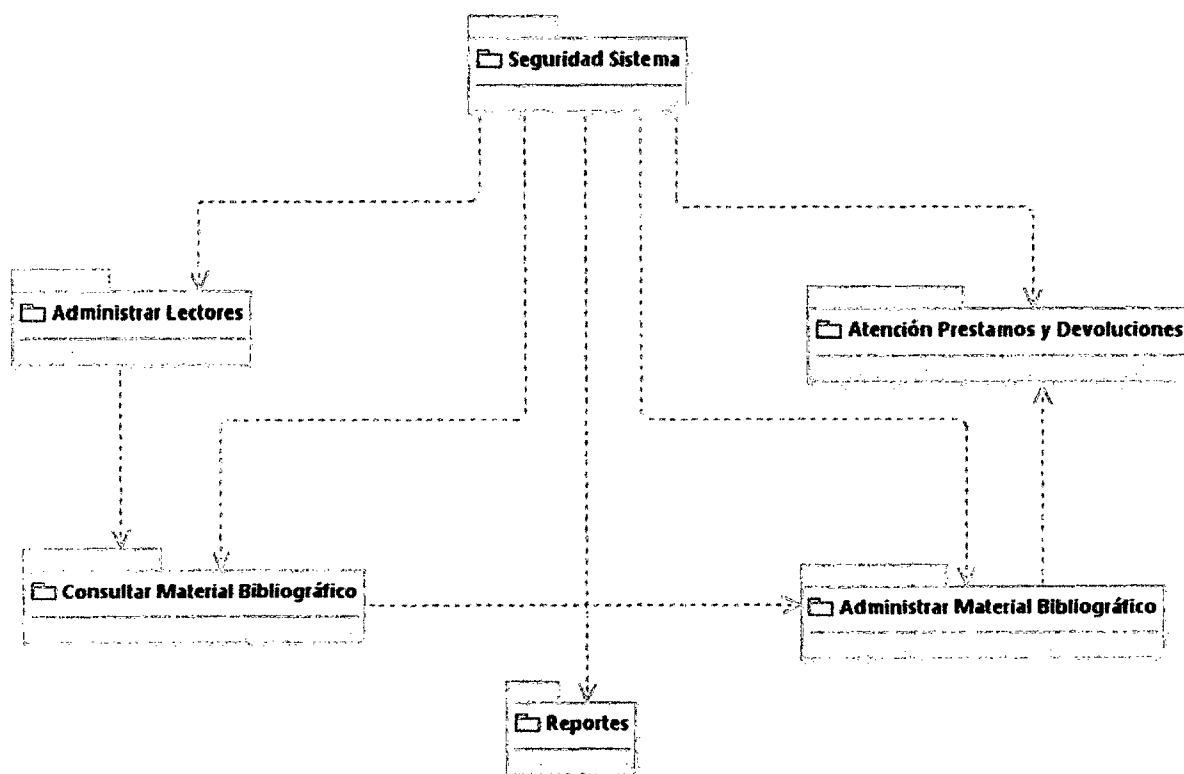 Seguridad Sistema
Administrar Lectores
Atención Prestamos y Devoluciones
Consultar Material Bibliográfico
Administrar Material Bibliográfico
Reportes